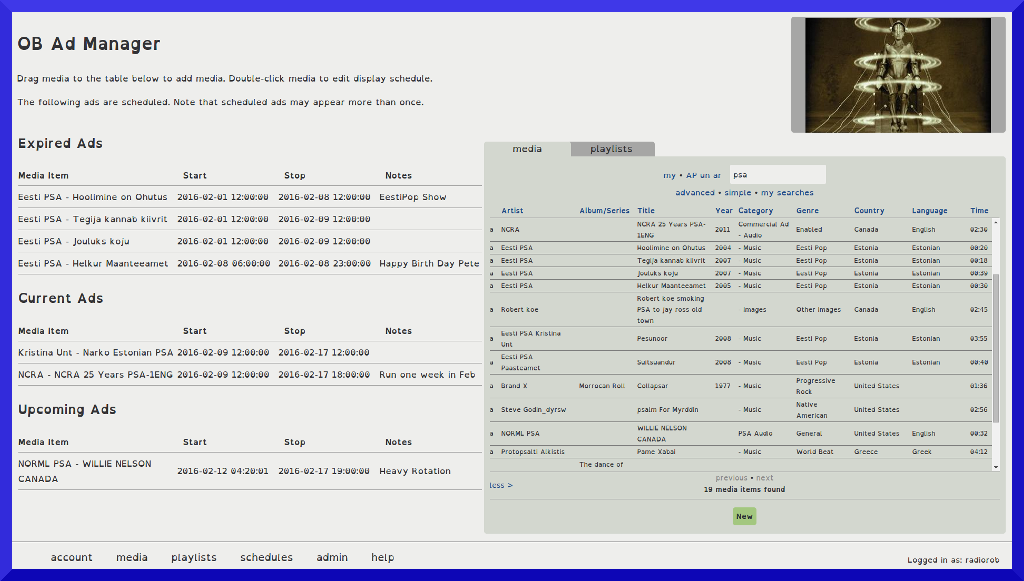 OB Ad Manager
Drag media to the table below to add media. Double-click media to edit display schedule.
The following ads are scheduled. Note that scheduled ads may appear more than once.
Expired Ads
Media Item Start Stop Notes
Eesti PSA - Hoolimine on Ohutus 2016-02-01 12:00:00 2016-02-08 12:00:00 EestiPop Show
Eesti PSA - Tegija kannab kiivrit 2016-02-01 12:00:00 2016-02-09 12:00:00
Eesti PSA - Jouluks koju 2016-02-01 12:00:00 2016-02-09 12:00:00
Eesti PSA - Helkur Maanteeamet 2016-02-08 06:00:00 2016-02-08 23:00:00 Happy Birth Day Pete
Current Ads
Media Item Start Stop Notes
Kristina Unt - Narko Estonian PSA 2016-02-09 12:00:00 2016-02-17 12:00:00
NCRA - NCRA 25 Years PSA-1ENG 2016-02-09 12:00:00 2016-02-17 18:00:00 Run one week in Feb
Upcoming Ads
Media Item Start Stop Notes
NORML PSA - WILLIE NELSON
CANADA
2016-02-12 04:20:01 2016-02-17 19:00:00 Heavy Rotation
media playlists
my • AP un ar psa
advanced • simple • my searches
Artist Album/Series Title Year Category Genre Country Language Time
a NCRA NCRA 25 Years PSA-
1ENG 2011 Commercial Ad
- Audio Enabled Canada English 02:30
a Eesti PSA Hoolimine on Ohutus 2004 - Music Eesti Pop Estonia Estonian 00:20
a Eesti PSA Tegija kannab kiivrit 2007 - Music Eesti Pop Estonia Estonian 00:18
a Eesti PSA Jouluks koju 2007 - Music Eesti Pop Estonia Estonian 00:39
a Eesti PSA Helkur Maanteeamet 2005 - Music Eesti Pop Estonia Estonian 00:30
a Robert koe Robert koe smoking
PSA to jay ross old
town images Other images Canada English 02:45
a Eesti PSA Kristina
Unt Pesunoor 2008 - Music Eesti Pop Estonia Estonian 03:55
a Eesti PSA
Paasteamet Suitsuandur 2008 - Music Eesti Pop Estonia Estonian 00:40
a Brand X Morrocan Roll Collapsar 1977 - Music Progressive
Rock United States 01:36
a Steve Godin_dyrsw psalm For Myrddin - Music Native
American 02:56
a NORML PSA WILLIE NELSON
CANADA PSA Audio General United States English 00:32
a Protopsalti Alkistis Pame Xabai - Music World Beat Greece Greek 04:12
The dance of
less >
previous • next
19 media items found
New
account media playlists schedules admin help
Logged in as: radiorob